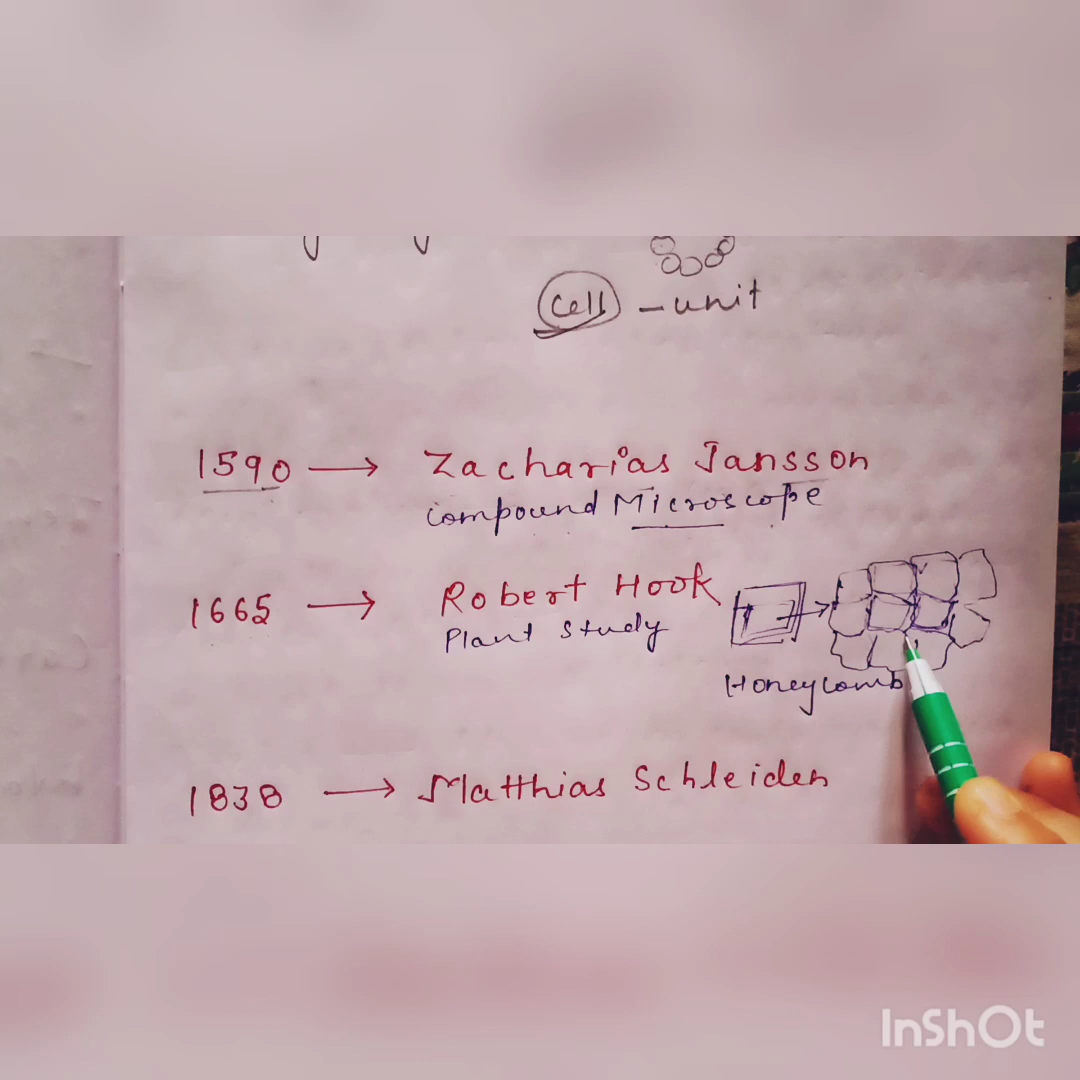 cell - unit
1590 → Zacharias Jansson
compound Microscope
1665 → Robert Hook
Plant study
Honeycomb
1838 → Matthias Schleiden
InShOt